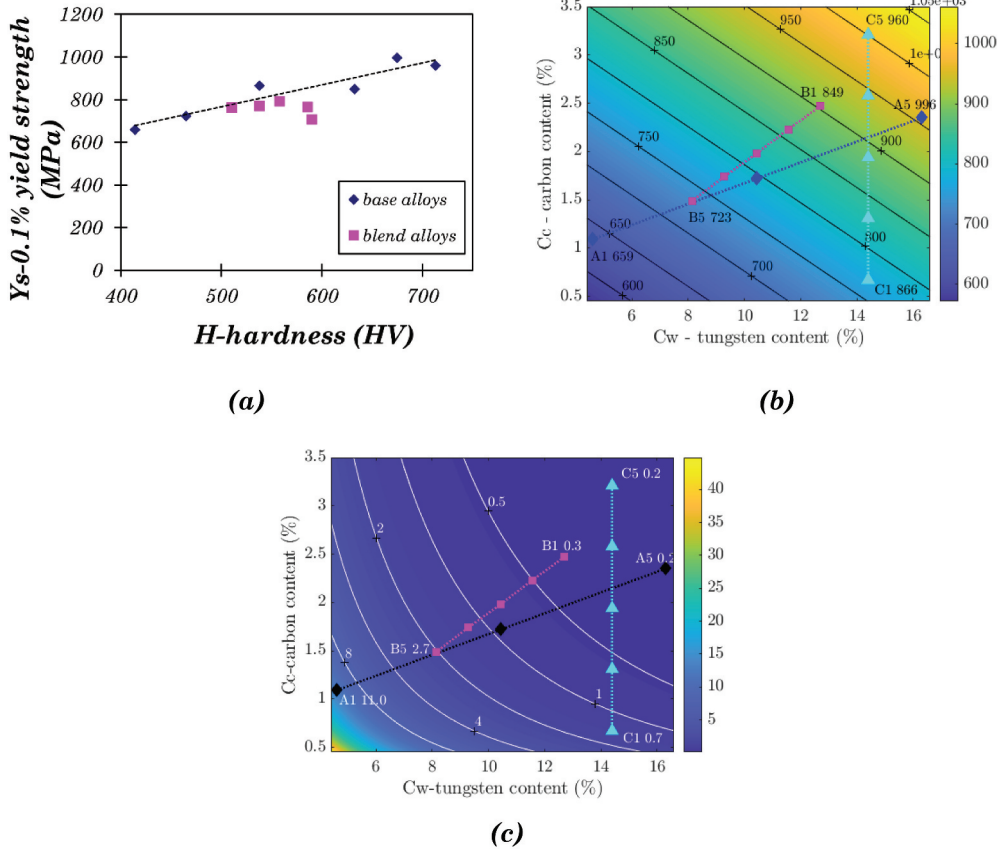 Ys-0.1% yield strength
(MPa)
1200
1000
800
600
400
200
0
400
500
600
700
base alloys
blend alloys
H-hardness (HV)
(a)
3.5
3
2.5
2
1.5
1
0.5
Cc - carbon content (%)
6
8
10
12
14
16
Cw - tungsten content (%)
850
950
1.05e+03
C5 960
1e+0
B1 849
A5 996
750
900
B5 723
650
A1 659
800
700
C1 866
600
1000
900
800
700
600
(b)
3.5
3
2.5
2
1.5
1
0.5
Cc-carbon content (%)
6
8
10
12
14
16
Cw-tungsten content (%)
C5 0.2
0.5
2
B1 0.3
A5 0.2
B5 2.7
8
A1 11.0
1
4
C1 0.7
40
35
30
25
20
15
10
5
(c)